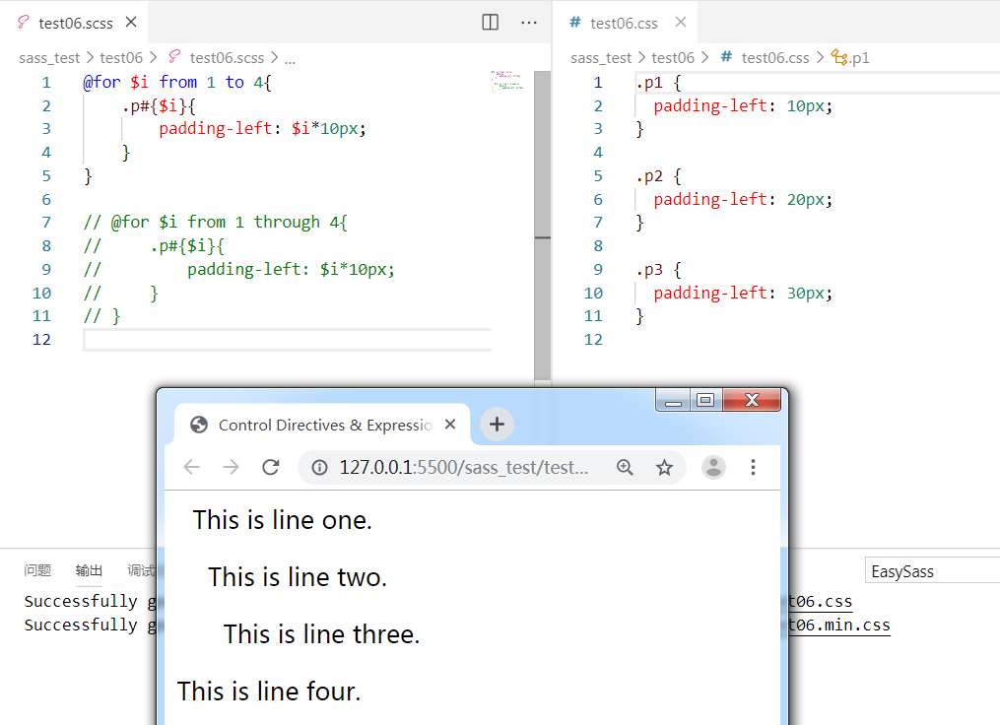 test06.scss
sass_test > test06 > test06.scss > ...
1 @for $i from 1 to 4{
2 .p#{$i}{
3 padding-left: $i*10px;
4 }
5 }
6
7 // @for $i from 1 through 4{
8 // .p#{$i}{
9 // padding-left: $i*10px;
10 // }
11 // }
12
# test06.css
sass_test > test06 > # test06.css > .p1
1 .p1 {
2 padding-left: 10px;
3 }
4
5 .p2 {
6 padding-left: 20px;
7 }
8
9 .p3 {
10 padding-left: 30px;
11 }
12
Control Directives & Expressio
127.0.0.1:5500/sass_test/test...
This is line one.
This is line two.
This is line three.
This is line four.
问题 输出 调试
EasySass
Successfully g
t06.css
Successfully g
t06.min.css